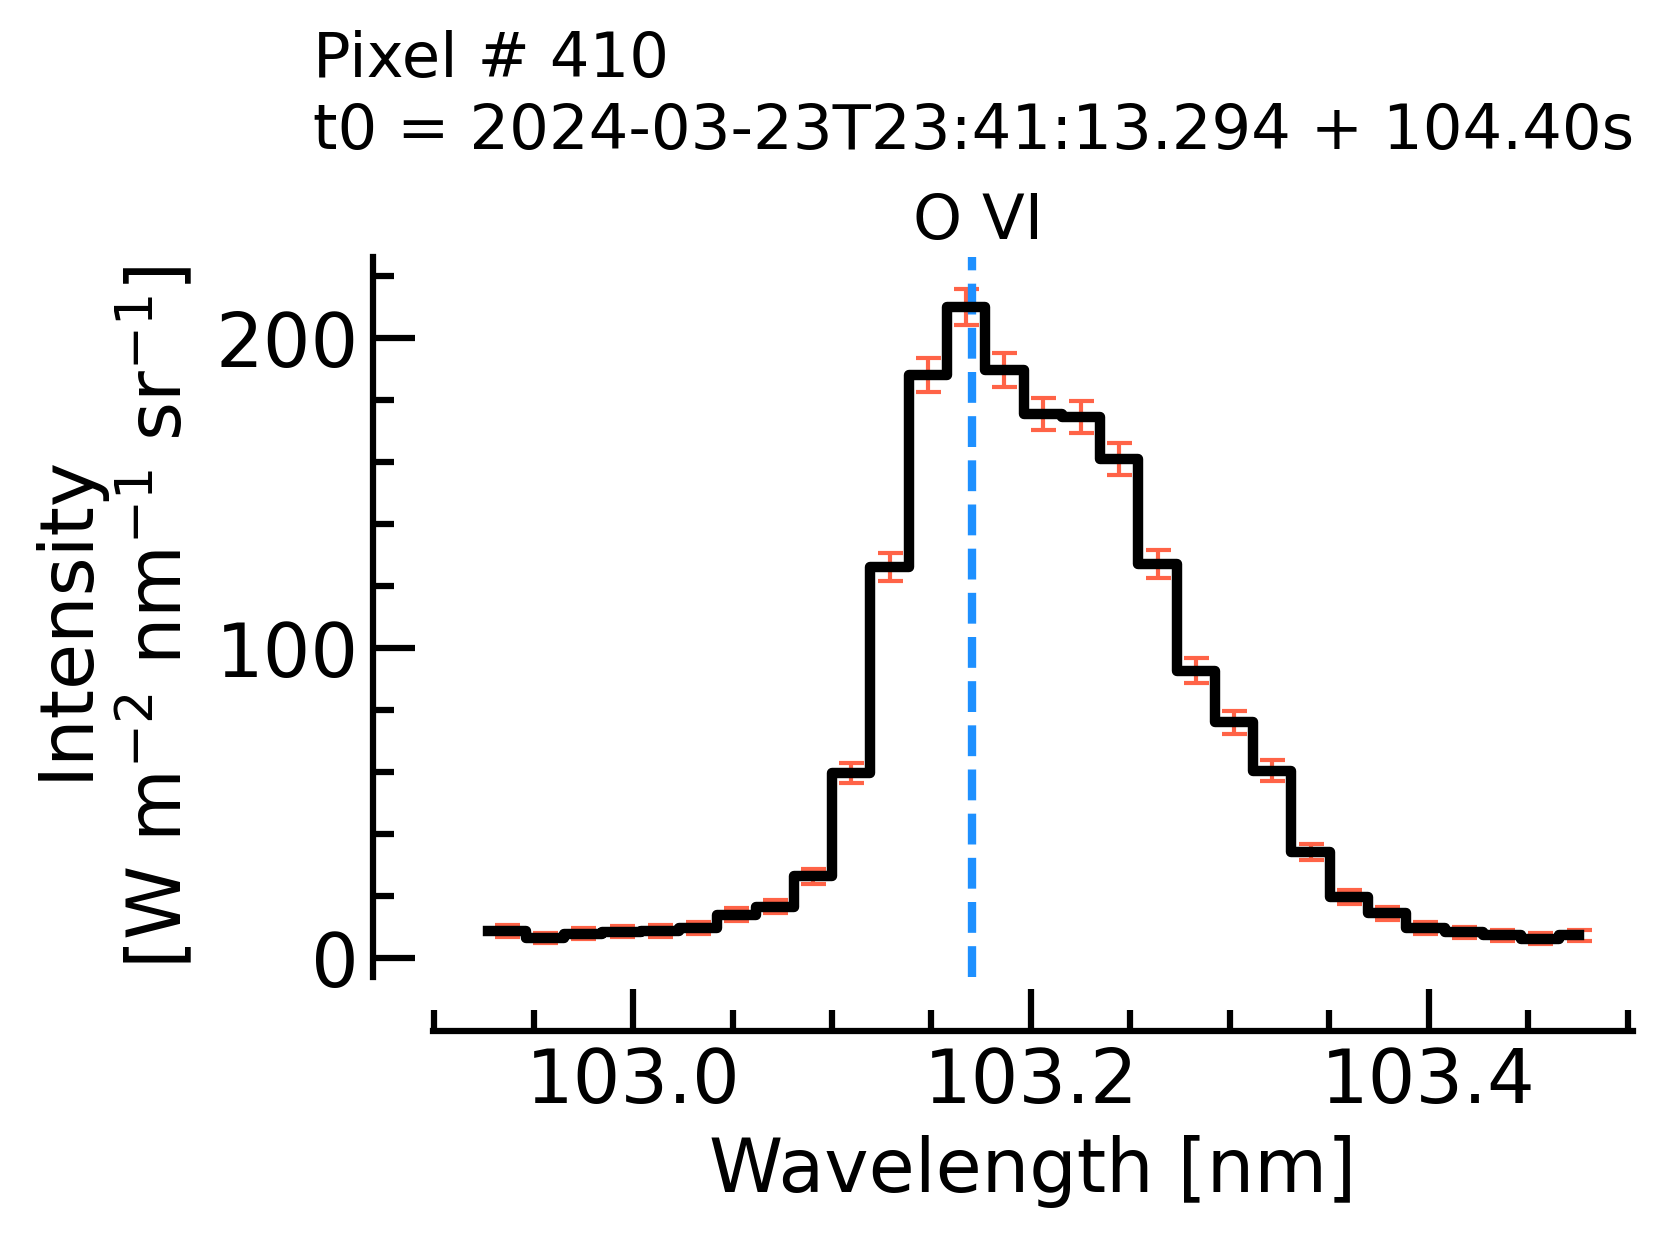 Pixel # 410
t0 = 2024-03-23T23:41:13.294 + 104.40s
O VI
Intensity
[W m⁻² nm⁻¹ sr⁻¹]
200
100
0
103.0 103.2 103.4
Wavelength [nm]